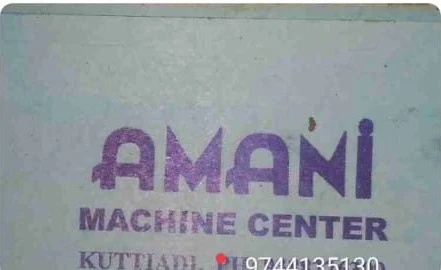 AMANi
MACHINE CENTER
KUTTIADI,
9744135130